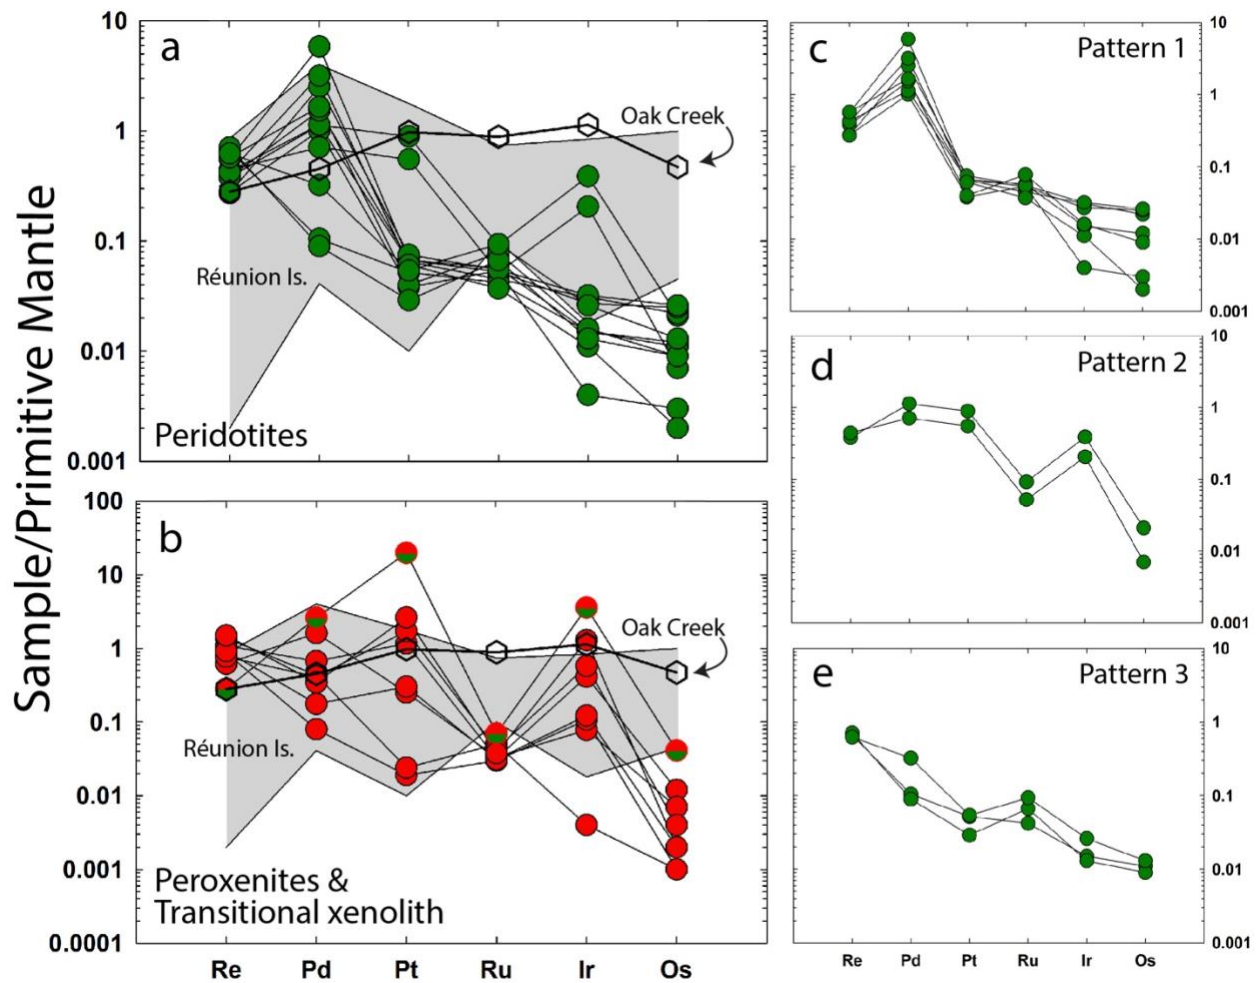 Sample/Primitive Mantle
a
10
1
0.1
0.01
0.001
Oak Creek
Réunion Is.
Peridotites
b
100
10
1
0.1
0.01
0.001
0.0001
Oak Creek
Réunion Is.
Peroxenites &
Transitional xenolith
Re Pd Pt Ru Ir Os
c
Pattern 1
10
1
0.1
0.01
0.001
d
Pattern 2
10
1
0.1
0.01
0.001
e
Pattern 3
10
1
0.1
0.01
0.001
Re Pd Pt Ru Ir Os